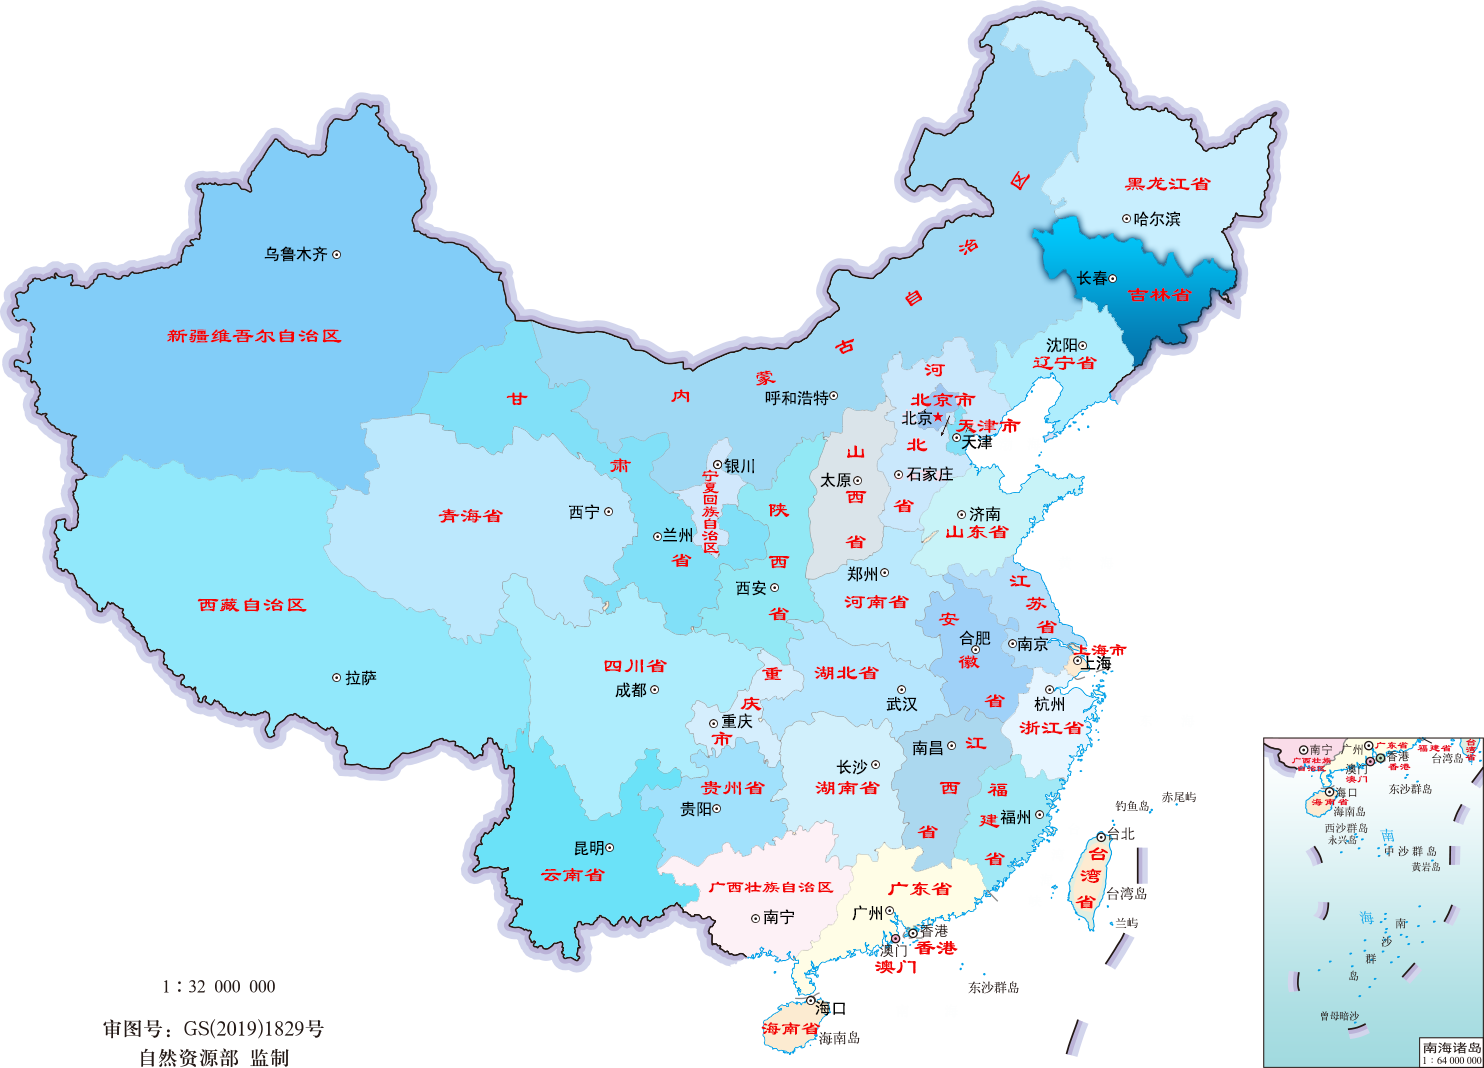 黑龙江省
哈尔滨
长春
吉林省
沈阳
辽宁省
内蒙古自治区
呼和浩特
乌鲁木齐
新疆维吾尔自治区
甘肃省
兰州
青海省
西宁
银川
宁夏回族自治区
陕西省
西安
山西省
太原
河北省
石家庄
北京市
北京
天津市
天津
济南
山东省
郑州
河南省
江苏省
南京
安徽省
合肥
上海市
上海
西藏自治区
拉萨
四川省
成都
重庆市
重庆
湖北省
武汉
杭州
浙江省
南昌
江西省
长沙
湖南省
贵州省
贵阳
福建省
福州
昆明
云南省
广西壮族自治区
南宁
广东省
广州
香港
香港
澳门
澳门
海口
海南省
海南岛
东沙群岛
台北
台湾省
台湾岛
钓鱼岛
赤尾屿
兰屿
1∶32 000 000
审图号：GS(2019)1829号
自然资源部 监制
南宁
广西壮族
自治区
广州
广东省
香港
香港
澳门
澳门
福建省
台湾省
台湾岛
海口
海南省
海南岛
东沙群岛
西沙群岛
永兴岛
中沙群岛
黄岩岛
南海
南沙群岛
曾母暗沙
南海诸岛
1∶64 000 000